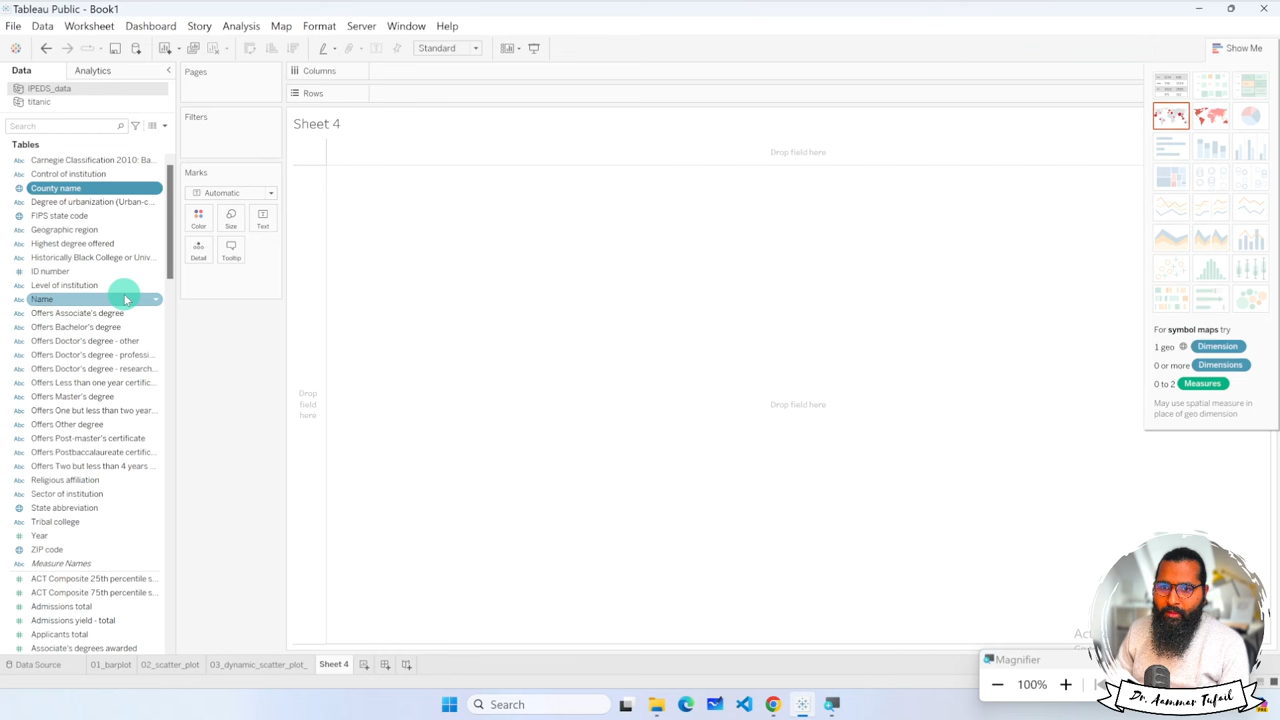 Tableau Public - Book1
File Data Worksheet Dashboard Story Analysis Map Format Server Window Help
Standard
Show Me
Data Analytics
Pages
Columns
IPEDS_data
titanic
Rows
Search
Filters
Sheet 4
Tables
Drop field here
Carnegie Classification 2010: Ba...
Control of institution
Marks
County name
Automatic
Degree of urbanization (Urban-c...
FIPS state code
Color Size Text
Geographic region
Highest degree offered
Detail Tooltip
Historically Black College or Univ...
ID number
Level of institution
Name
Offers Associate's degree
Offers Bachelor's degree
Offers Doctor's degree - other
Offers Doctor's degree - professi...
Offers Doctor's degree - research...
Offers Less than one year certific...
Offers Master's degree
Offers One but less than two year...
Offers Other degree
Offers Post-master's certificate
Offers Postbaccalaureate certific...
Offers Two but less than 4 years ...
Religious affiliation
Sector of institution
State abbreviation
Tribal college
Year
ZIP code
Measure Names
ACT Composite 25th percentile s...
ACT Composite 75th percentile s...
Admissions total
Admissions yield - total
Applicants total
Associate's degrees awarded
Drop
field
here
Drop field here
For symbol maps try
1 geo Dimension
0 or more Dimensions
0 to 2 Measures
May use spatial measure in
place of geo dimension
Data Source 01_barplot 02_scatter_plot 03_dynamic_scatter_plot_ Sheet 4
Magnifier
100%
Search
Dr. Aammar Tufail